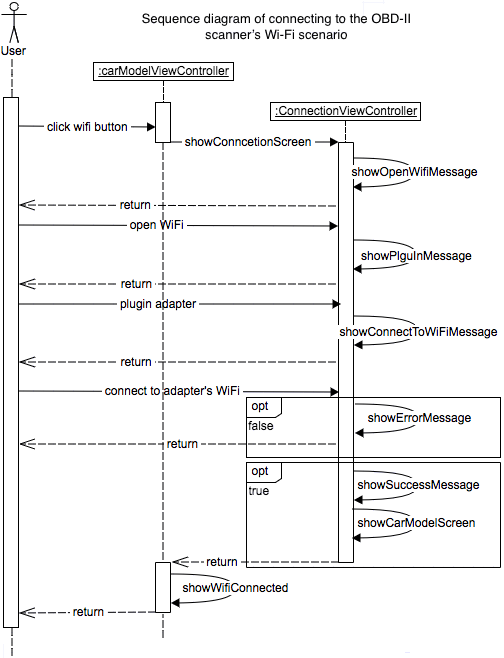 Sequence diagram of connecting to the OBD-II
scanner's Wi-Fi scenario
User
:carModelViewController
:ConnectionViewController
click wifi button
showConncetionScreen
showOpenWifiMessage
return
open WiFi
showPlguInMessage
return
plugin adapter
showConnectToWiFiMessage
return
connect to adapter's WiFi
opt
showErrorMessage
false
return
opt
showSuccessMessage
true
showCarModelScreen
return
showWifiConnected
return